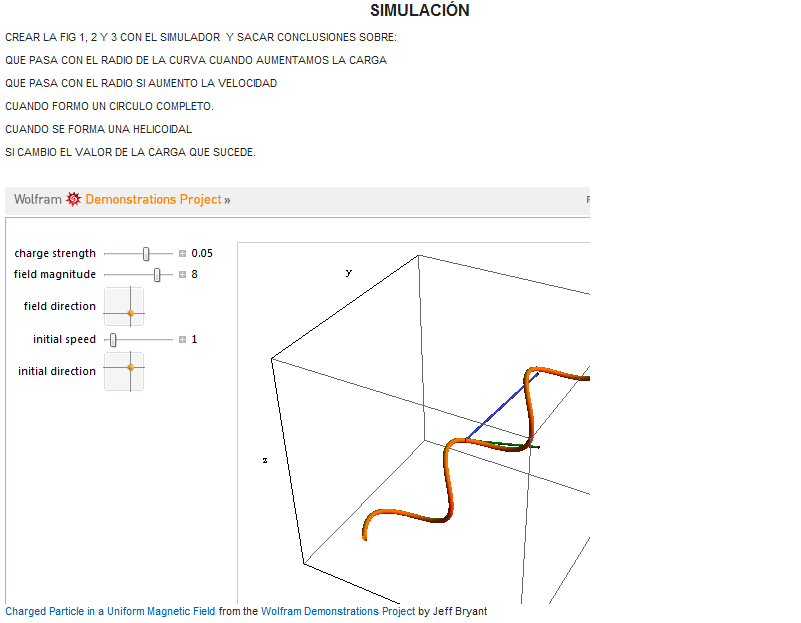 SIMULACIÓN
CREAR LA FIG 1, 2 Y 3 CON EL SIMULADOR Y SACAR CONCLUSIONES SOBRE:
QUE PASA CON EL RADIO DE LA CURVA CUANDO AUMENTAMOS LA CARGA
QUE PASA CON EL RADIO SI AUMENTO LA VELOCIDAD
CUANDO FORMO UN CIRCULO COMPLETO.
CUANDO SE FORMA UNA HELICOIDAL
SI CAMBIO EL VALOR DE LA CARGA QUE SUCEDE.
Wolfram Demonstrations Project »
charge strength 0.05
field magnitude 8
field direction
initial speed 1
initial direction
y
z
Charged Particle in a Uniform Magnetic Field from the Wolfram Demonstrations Project by Jeff Bryant